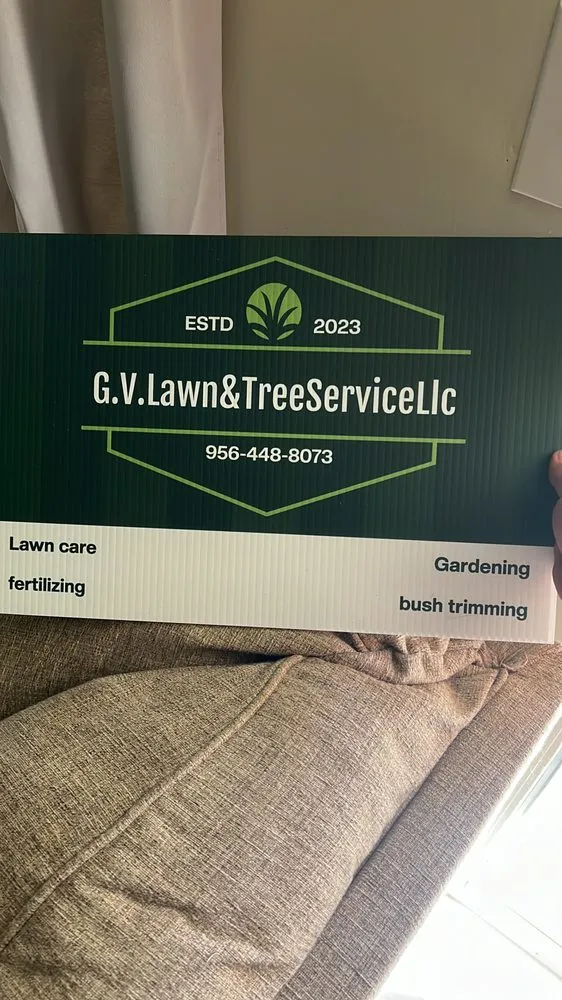 ESTD 2023
G.V.Lawn&TreeServiceLlc
956-448-8073
Lawn care
Gardening
fertilizing
bush trimming